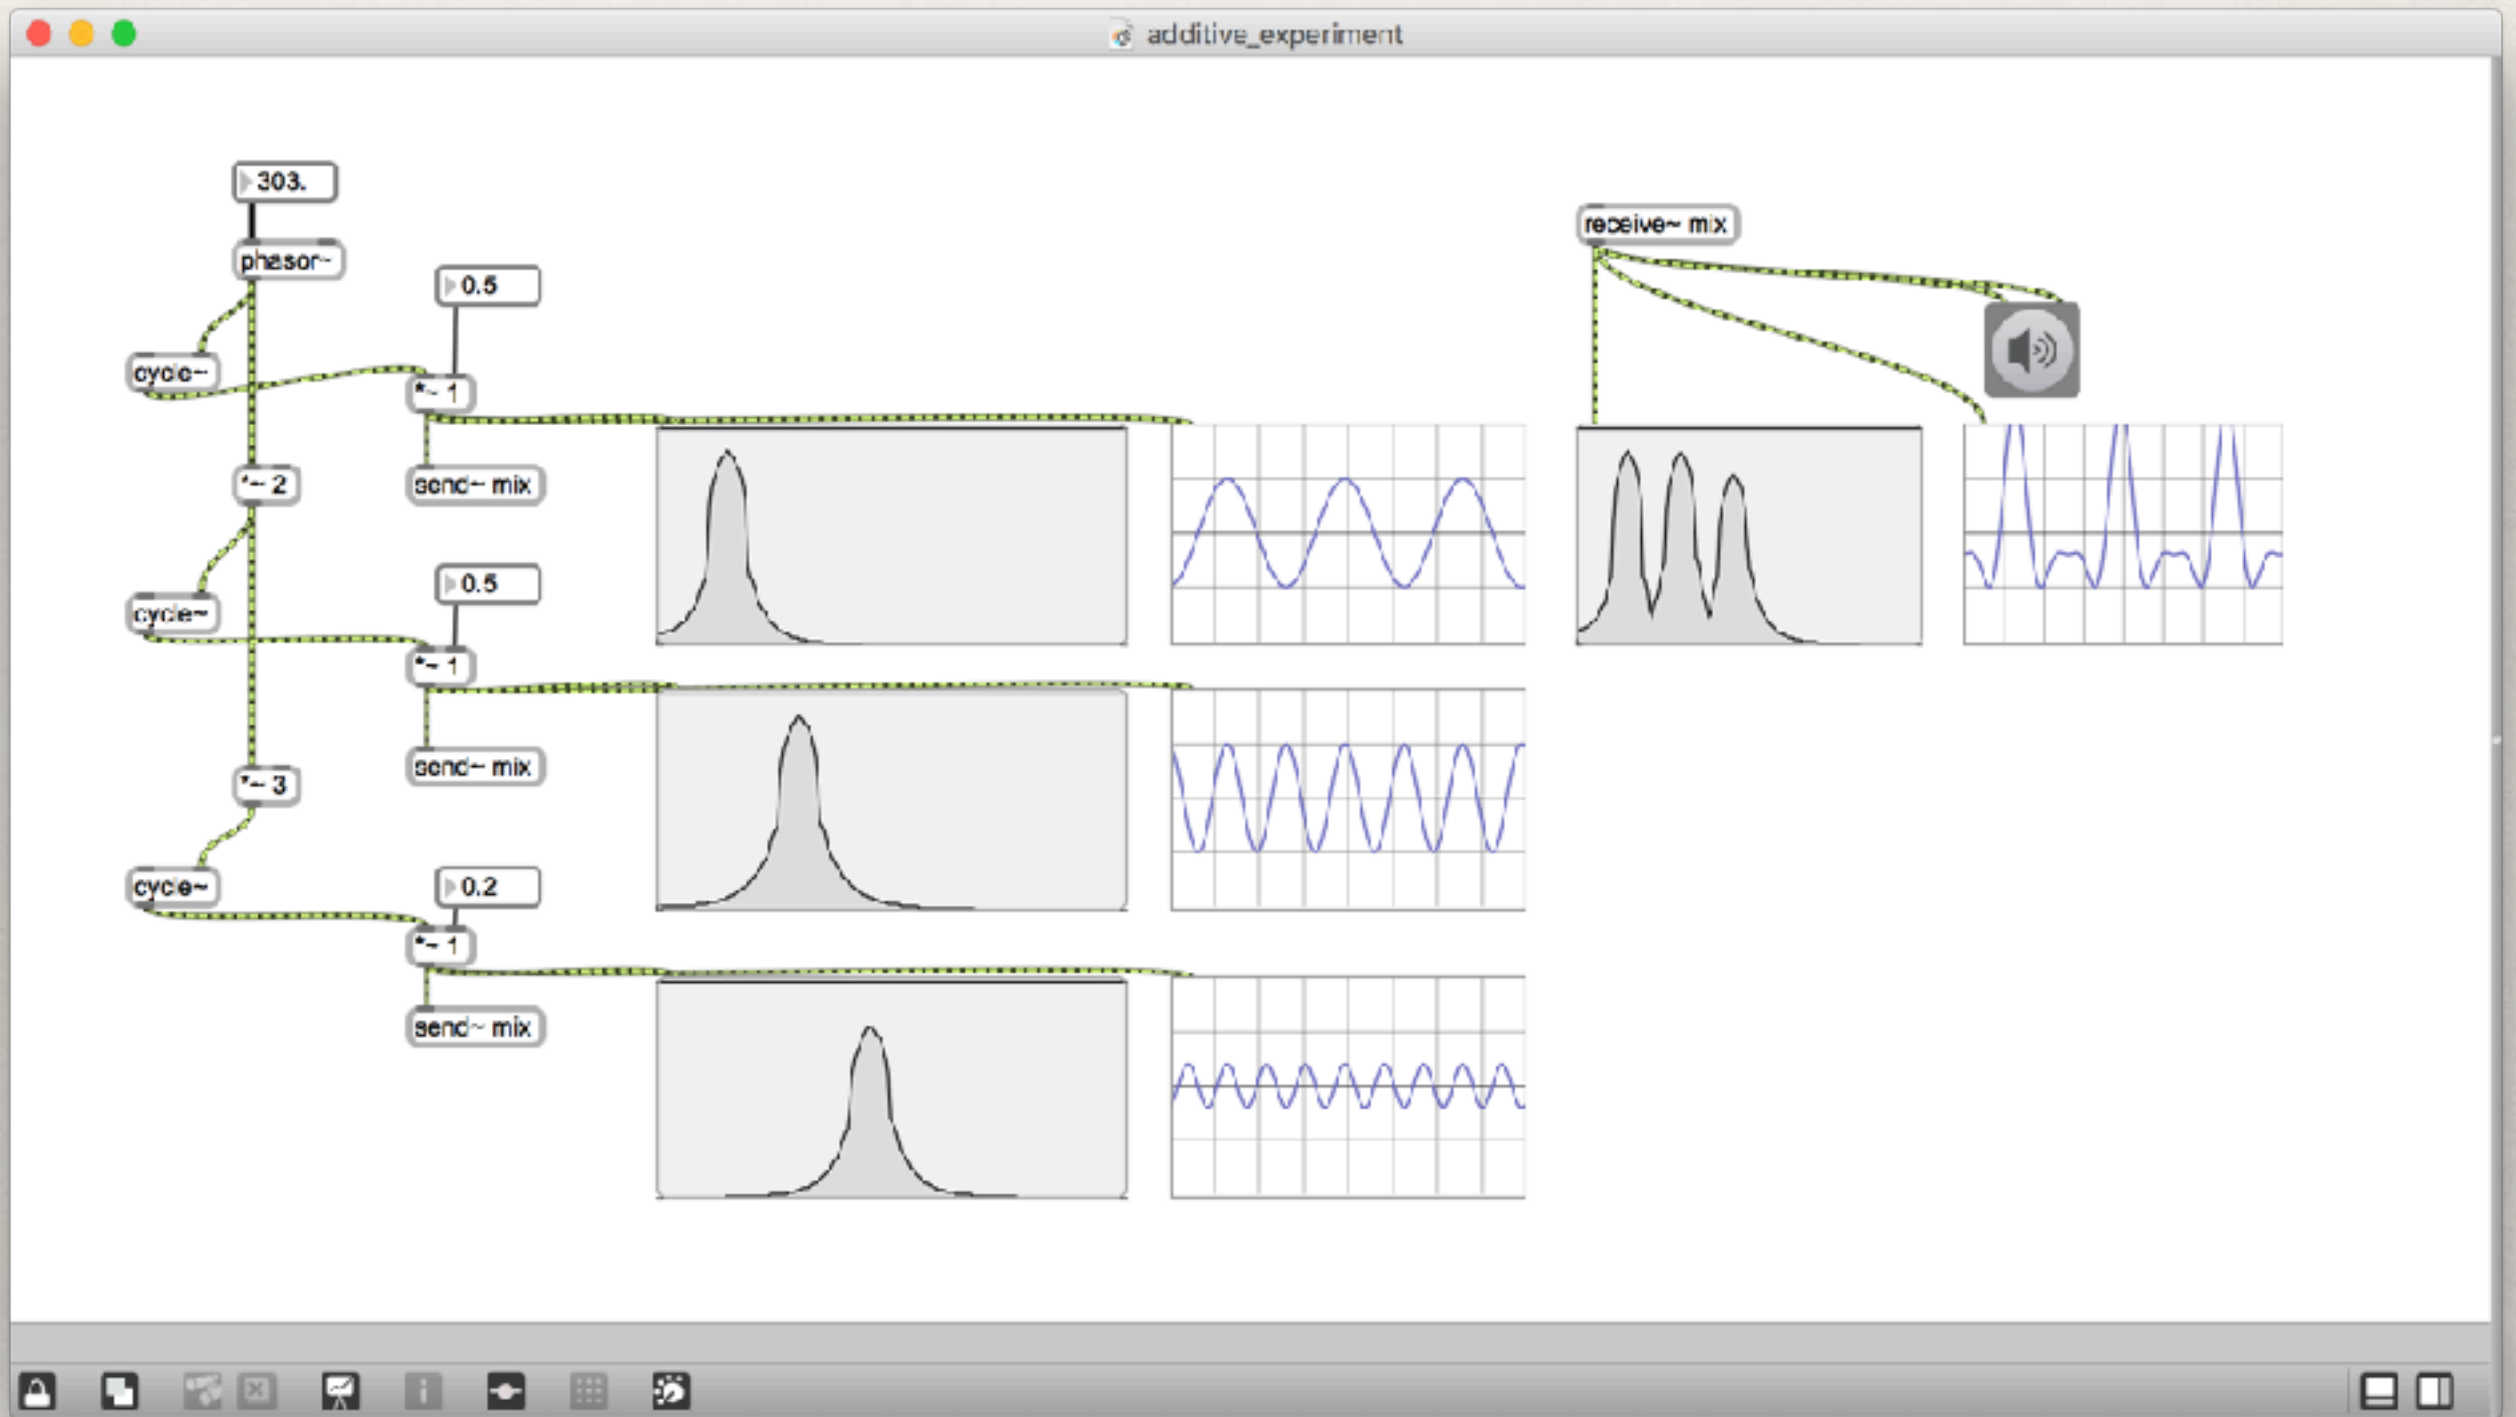 additive_experiment
303.
phasor~
0.5
cycle~
*~ 1
*~ 2
send~ mix
0.5
cycle~
*~ 1
send~ mix
*~ 3
cycle~
0.2
*~ 1
send~ mix
receive~ mix